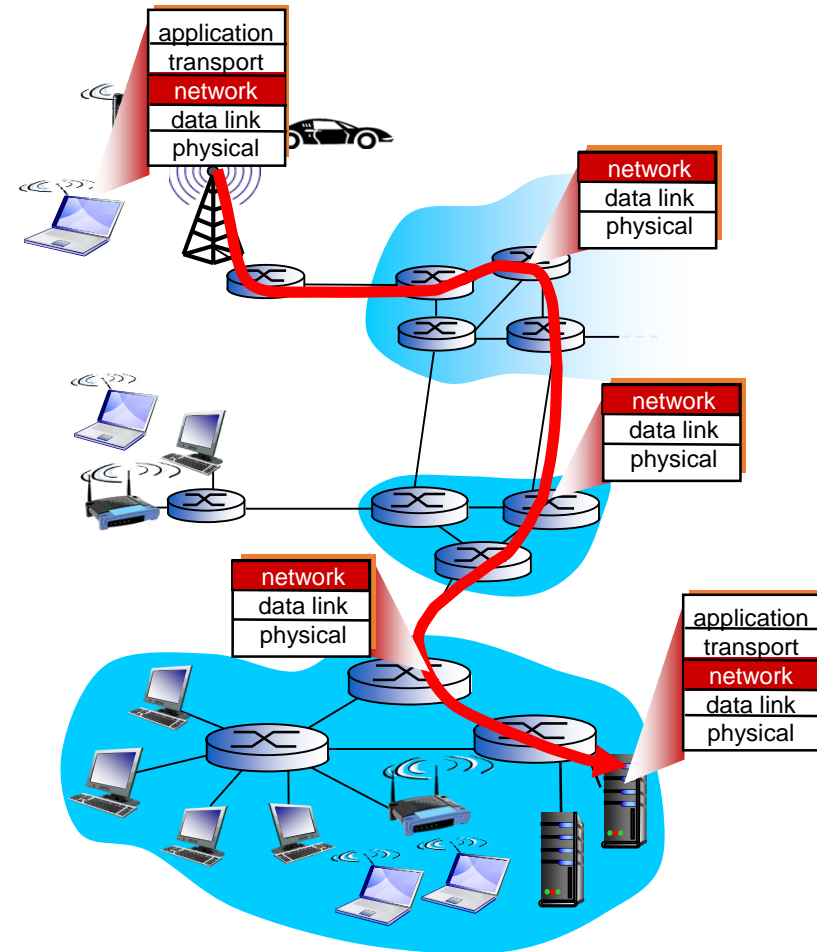 application
transport
network
data link
physical
network
data link
physical
network
data link
physical
network
data link
physical
application
transport
network
data link
physical